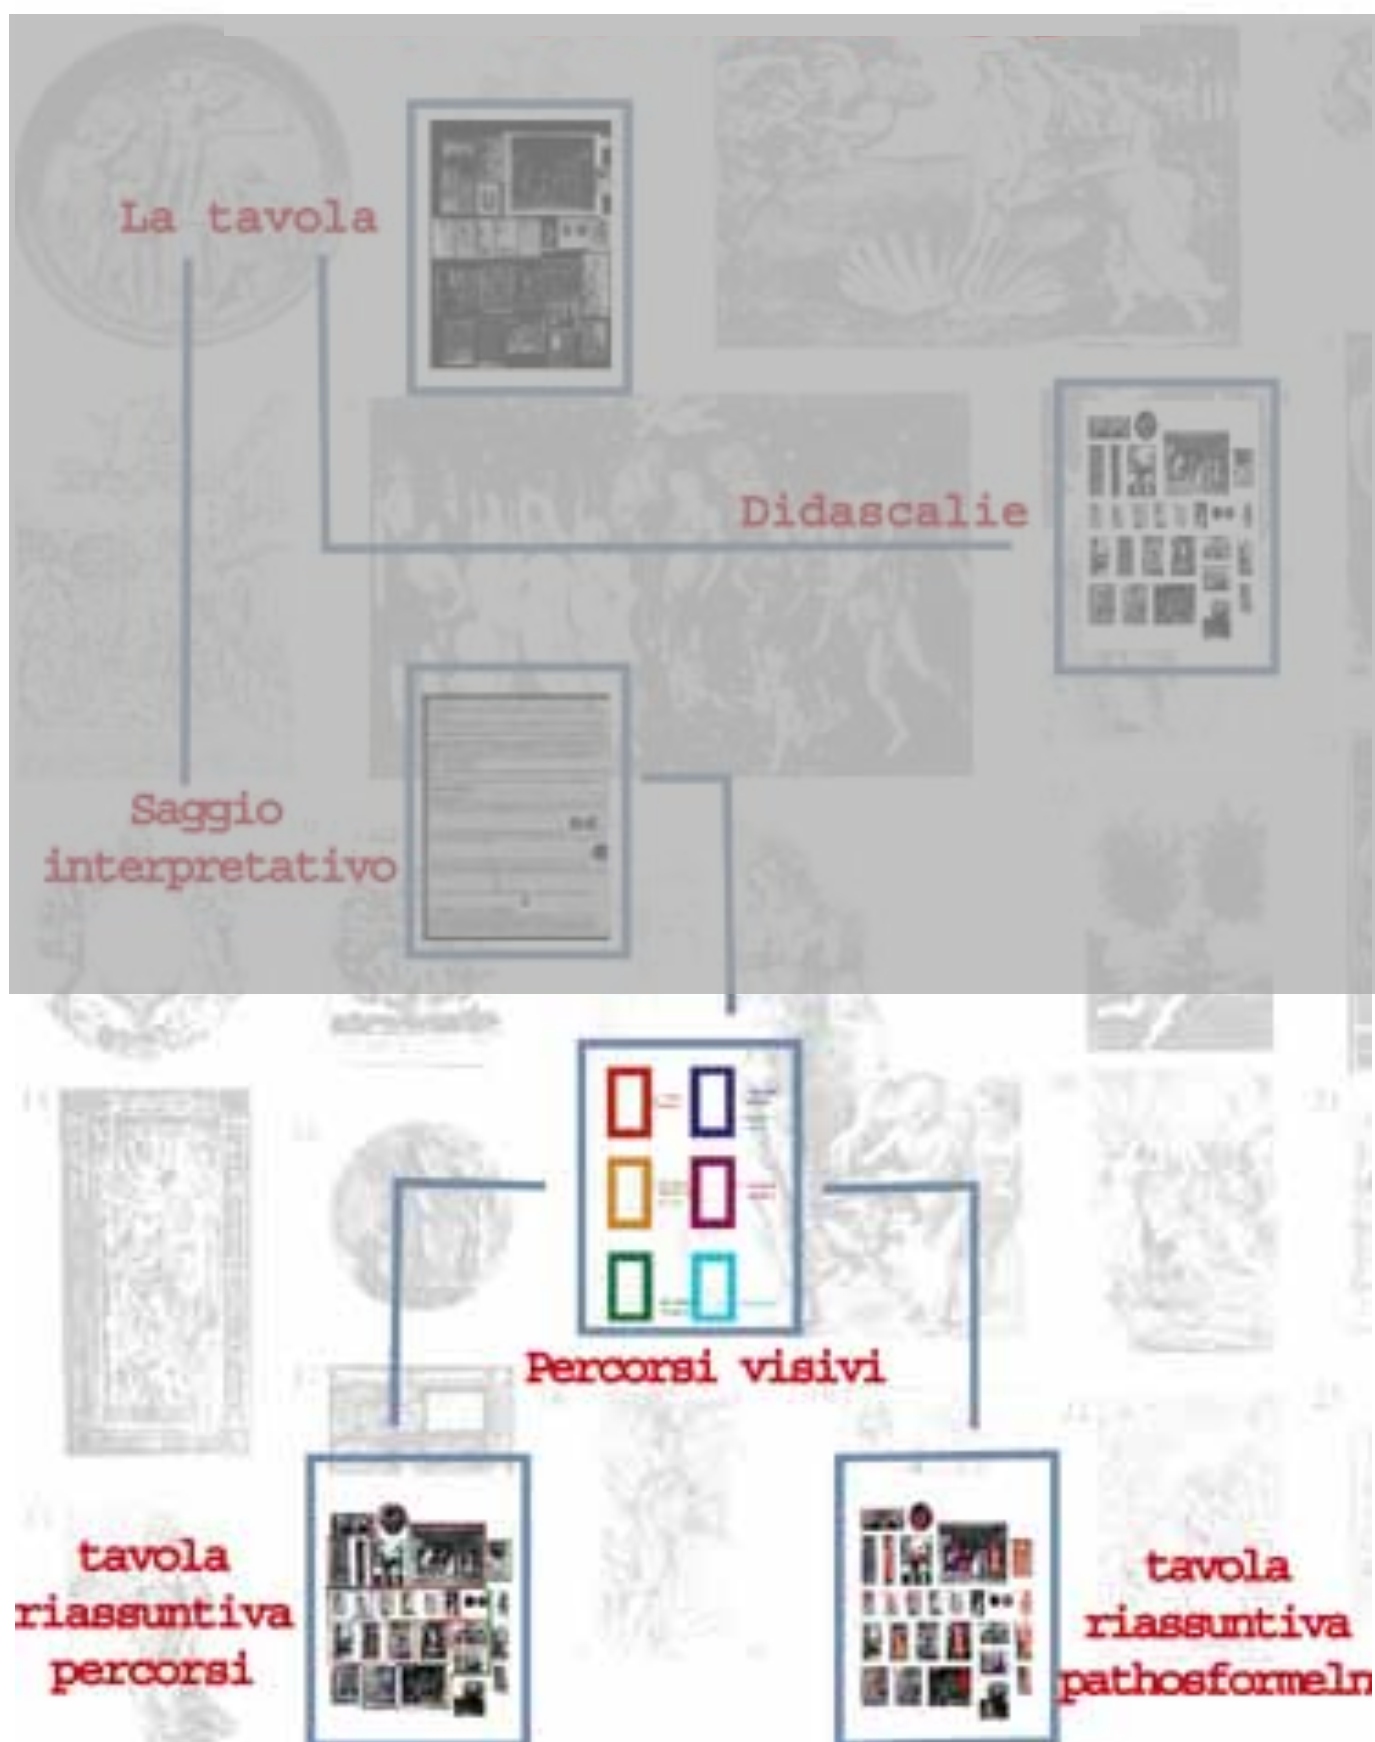 La tavola
Didascalie
Saggio
interpretativo
Percorsi visivi
tavola
riassuntiva
percorsi
tavola
riassuntiva
pathosformeln